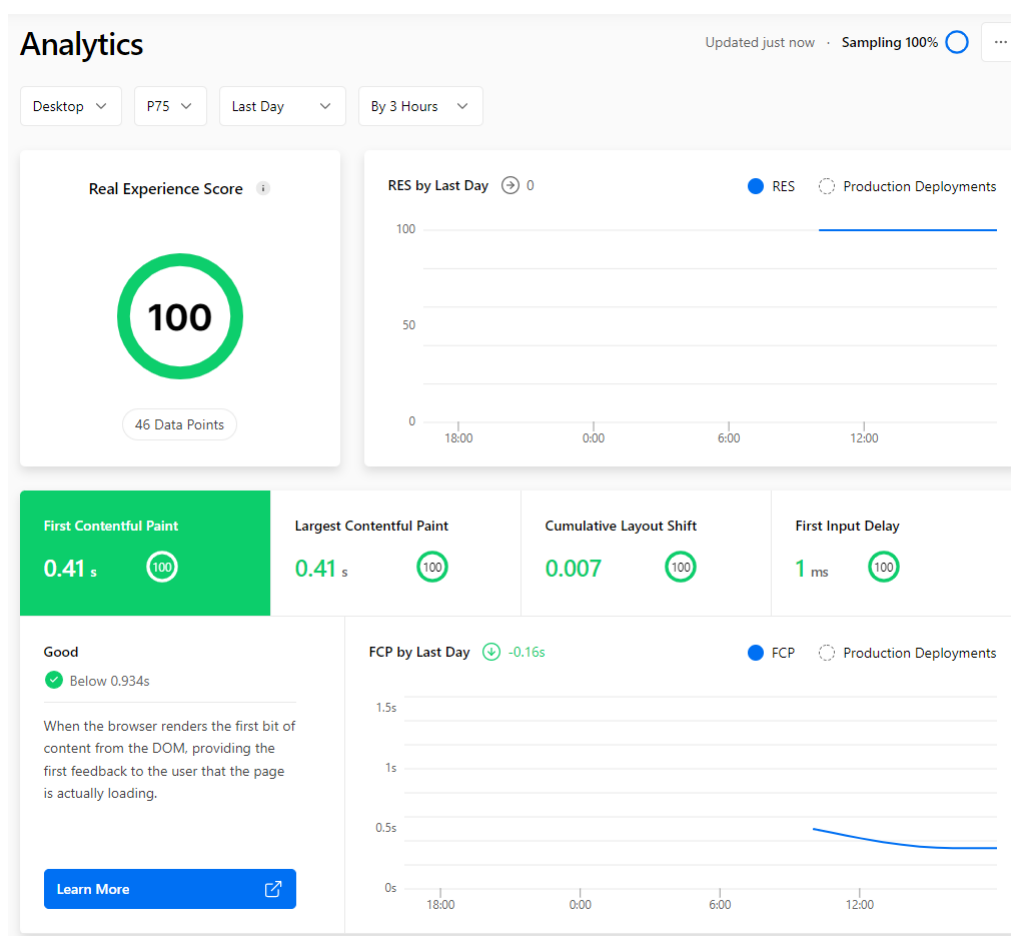 Analytics
Updated just now · Sampling 100%
Desktop
P75
Last Day
By 3 Hours
Real Experience Score
100
46 Data Points
RES by Last Day 0
RES
Production Deployments
100
50
0
18:00 0:00 6:00 12:00
First Contentful Paint
0.41 s
100
Largest Contentful Paint
0.41 s
100
Cumulative Layout Shift
0.007
100
First Input Delay
1 ms
100
Good
Below 0.934s
When the browser renders the first bit of
content from the DOM, providing the
first feedback to the user that the page
is actually loading.
Learn More
FCP by Last Day -0.16s
FCP
Production Deployments
1.5s
1s
0.5s
0s
18:00 0:00 6:00 12:00